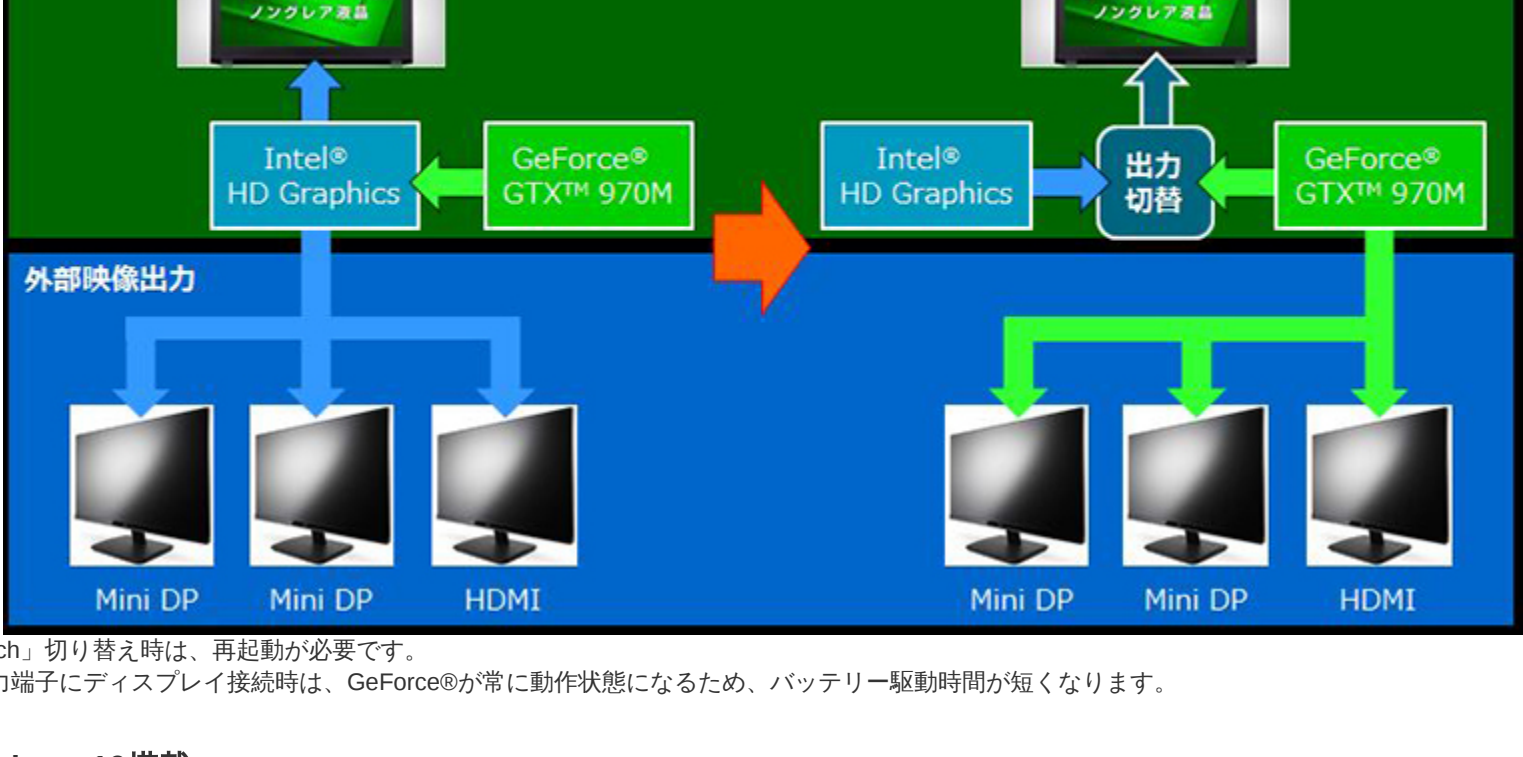 ノングレア液晶
ノングレア液晶
Intel®
HD Graphics
GeForce®
GTX™ 970M
Intel®
HD Graphics
出力
切替
GeForce®
GTX™ 970M
外部映像出力
Mini DP
Mini DP
HDMI
Mini DP
Mini DP
HDMI
ch」切り替え時は、再起動が必要です。
力端子にディスプレイ接続時は、GeForce®が常に動作状態になるため、バッテリー駆動時間が短くなります。